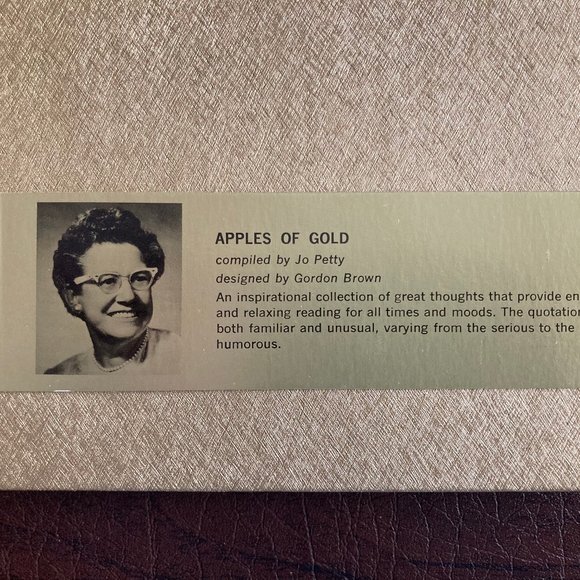 APPLES OF GOLD
compiled by Jo Petty
designed by Gordon Brown
An inspirational collection of great thoughts that provide en
and relaxing reading for all times and moods. The quotation
both familiar and unusual, varying from the serious to the
humorous.